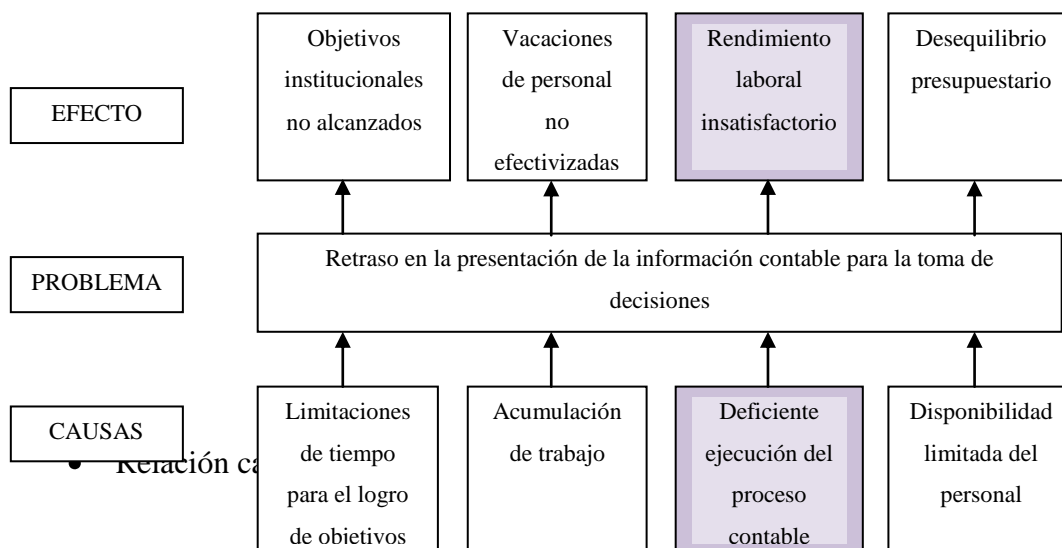 Objetivos
institucionales
no alcanzados
Vacaciones
de personal
no
efectivizadas
Rendimiento
laboral
insatisfactorio
Desequilibrio
presupuestario
EFECTO
PROBLEMA
Retraso en la presentación de la información contable para la toma de
decisiones
CAUSAS
Limitaciones
de tiempo
para el logro
de objetivos
Acumulación
de trabajo
Deficiente
ejecución del
proceso
contable
Disponibilidad
limitada del
personal
• Relación